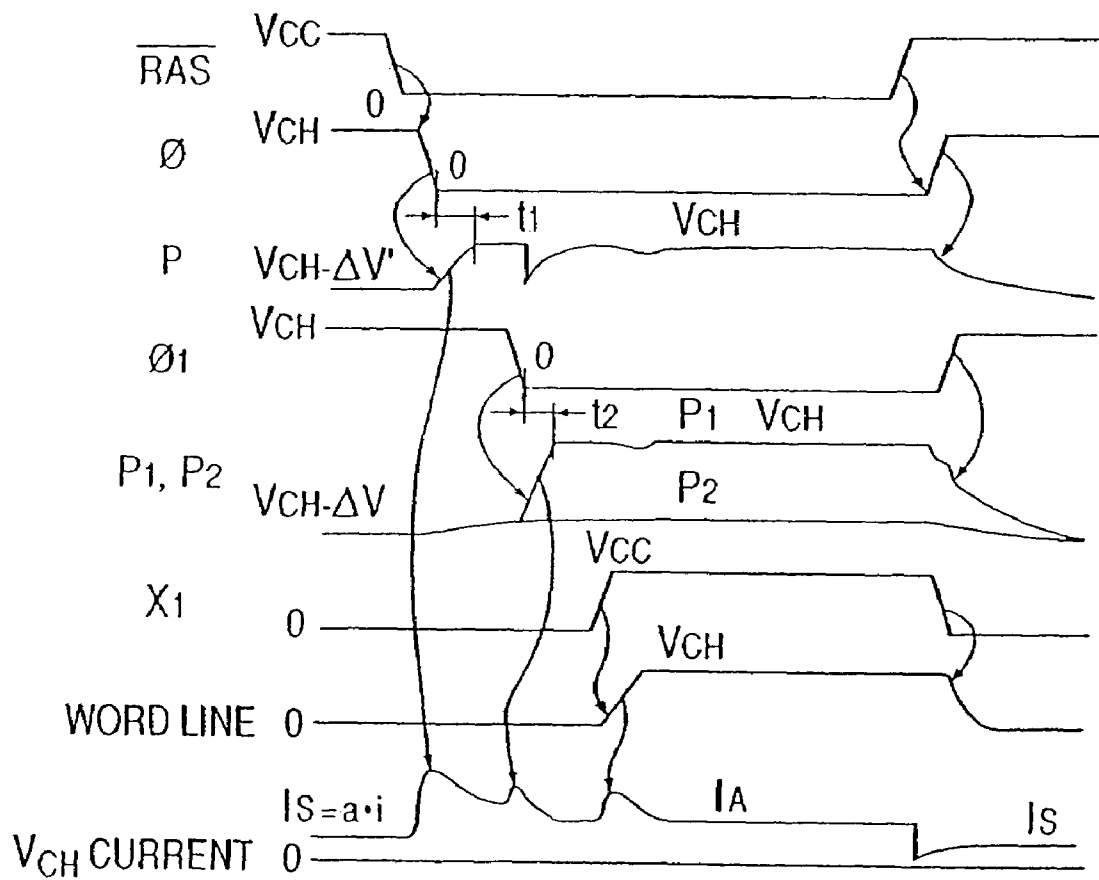 VCC
RAS
0
VCH
Ø
0
t1
VCH
P
VCH-ΔV'
VCH
Ø1
0
t2
P1 VCH
P1, P2
VCH-ΔV
P2
VCC
X1
0
VCH
WORD LINE 0
IS=a·i
IA
IS
VCH CURRENT 0